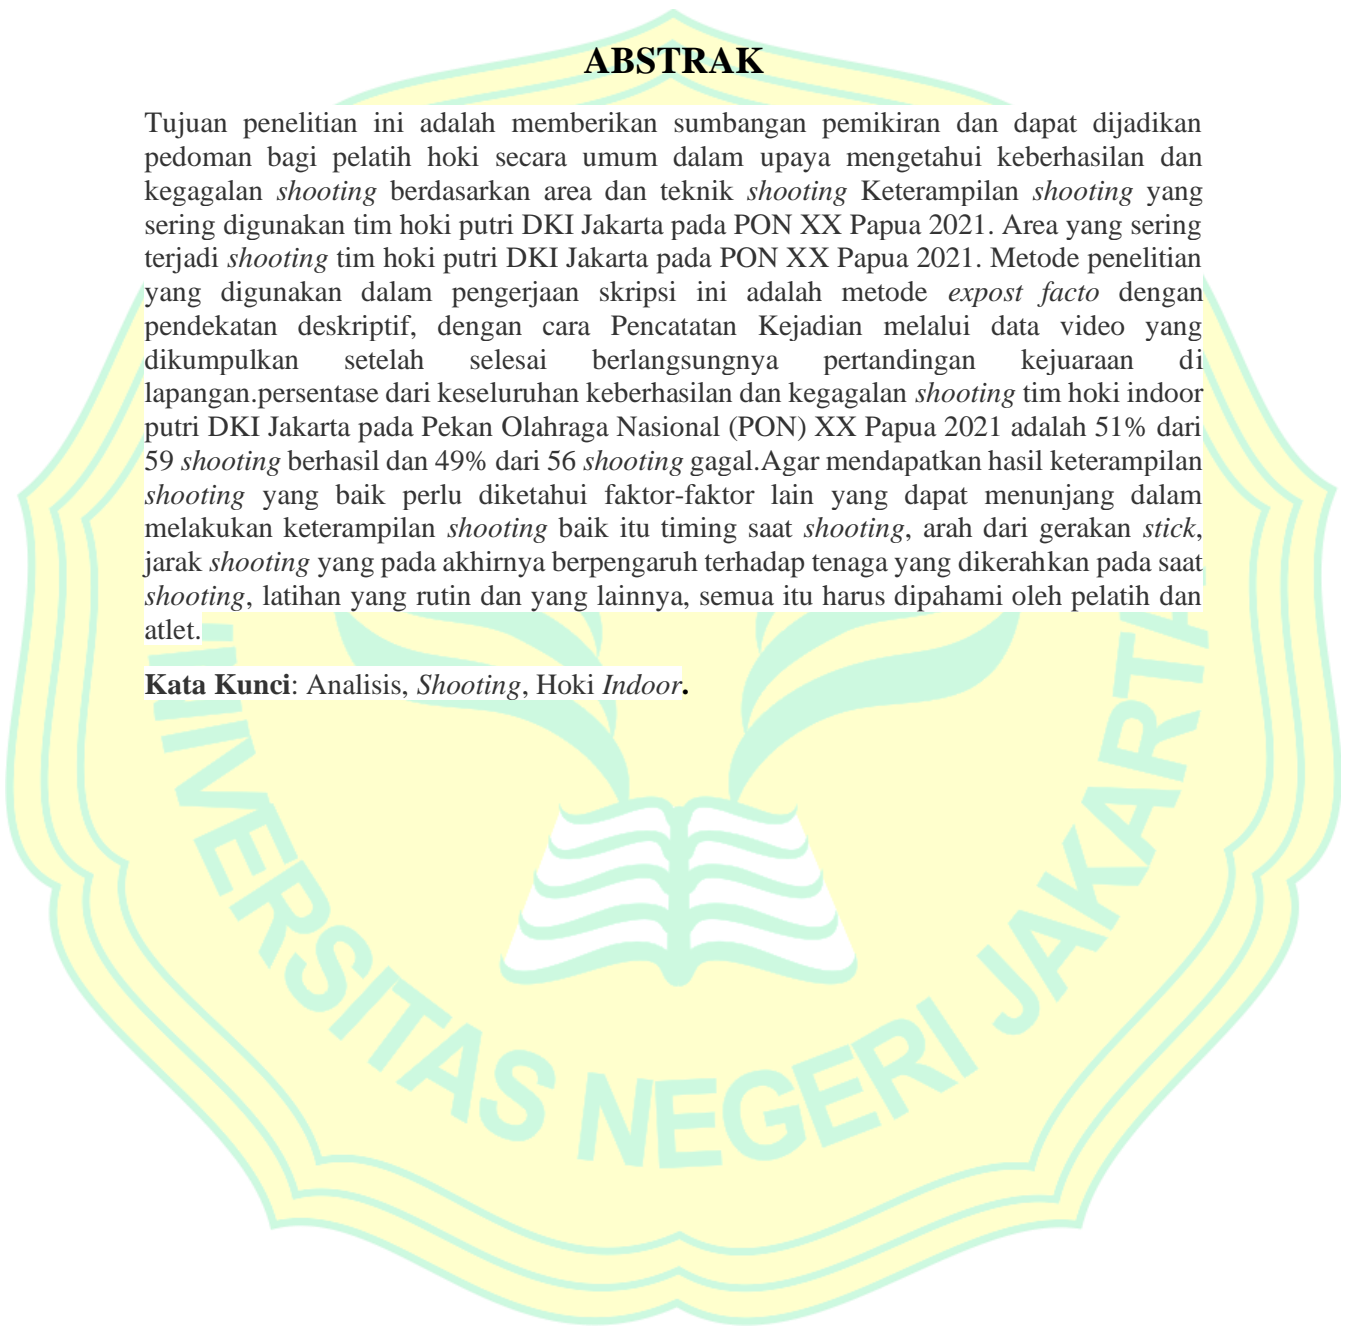 ABSTRAK
Tujuan penelitian ini adalah memberikan sumbangan pemikiran dan dapat dijadikan
pedoman bagi pelatih hoki secara umum dalam upaya mengetahui keberhasilan dan
kegagalan shooting berdasarkan area dan teknik shooting Keterampilan shooting yang
sering digunakan tim hoki putri DKI Jakarta pada PON XX Papua 2021. Area yang sering
terjadi shooting tim hoki putri DKI Jakarta pada PON XX Papua 2021. Metode penelitian
yang digunakan dalam pengerjaan skripsi ini adalah metode expost facto dengan
pendekatan deskriptif, dengan cara Pencatatan Kejadian melalui data video yang
dikumpulkan setelah selesai berlangsungnya pertandingan kejuaraan di
lapangan.persentase dari keseluruhan keberhasilan dan kegagalan shooting tim hoki indoor
putri DKI Jakarta pada Pekan Olahraga Nasional (PON) XX Papua 2021 adalah 51% dari
59 shooting berhasil dan 49% dari 56 shooting gagal.Agar mendapatkan hasil keterampilan
shooting yang baik perlu diketahui faktor-faktor lain yang dapat menunjang dalam
melakukan keterampilan shooting baik itu timing saat shooting, arah dari gerakan stick,
jarak shooting yang pada akhirnya berpengaruh terhadap tenaga yang dikerahkan pada saat
shooting, latihan yang rutin dan yang lainnya, semua itu harus dipahami oleh pelatih dan
atlet.
Kata Kunci: Analisis, Shooting, Hoki Indoor.
NEGERI